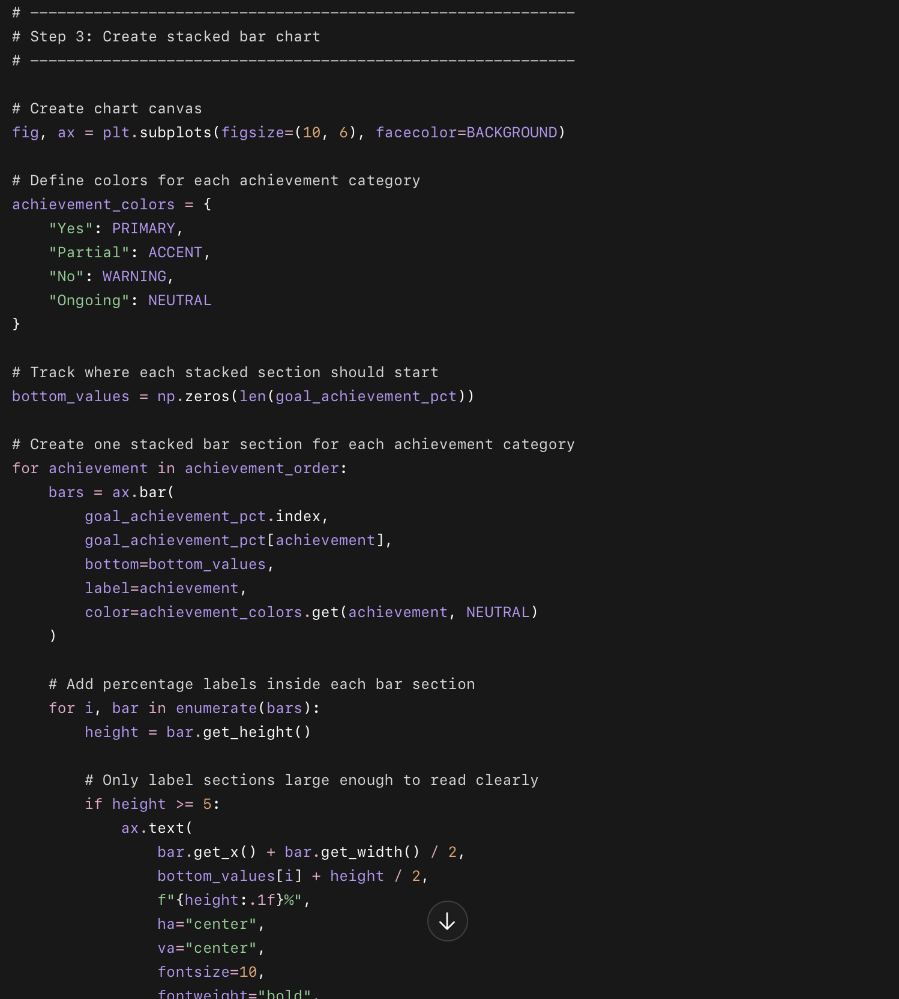 # ------------------------------------------------------------
# Step 3: Create stacked bar chart
# ------------------------------------------------------------

# Create chart canvas
fig, ax = plt.subplots(figsize=(10, 6), facecolor=BACKGROUND)

# Define colors for each achievement category
achievement_colors = {
    "Yes": PRIMARY,
    "Partial": ACCENT,
    "No": WARNING,
    "Ongoing": NEUTRAL
}

# Track where each stacked section should start
bottom_values = np.zeros(len(goal_achievement_pct))

# Create one stacked bar section for each achievement category
for achievement in achievement_order:
    bars = ax.bar(
        goal_achievement_pct.index,
        goal_achievement_pct[achievement],
        bottom=bottom_values,
        label=achievement,
        color=achievement_colors.get(achievement, NEUTRAL)
    )

    # Add percentage labels inside each bar section
    for i, bar in enumerate(bars):
        height = bar.get_height()

        # Only label sections large enough to read clearly
        if height >= 5:
            ax.text(
                bar.get_x() + bar.get_width() / 2,
                bottom_values[i] + height / 2,
                f"{height:.1f}%",
                ha="center",
                va="center",
                fontsize=10,
                fontweight="bold",